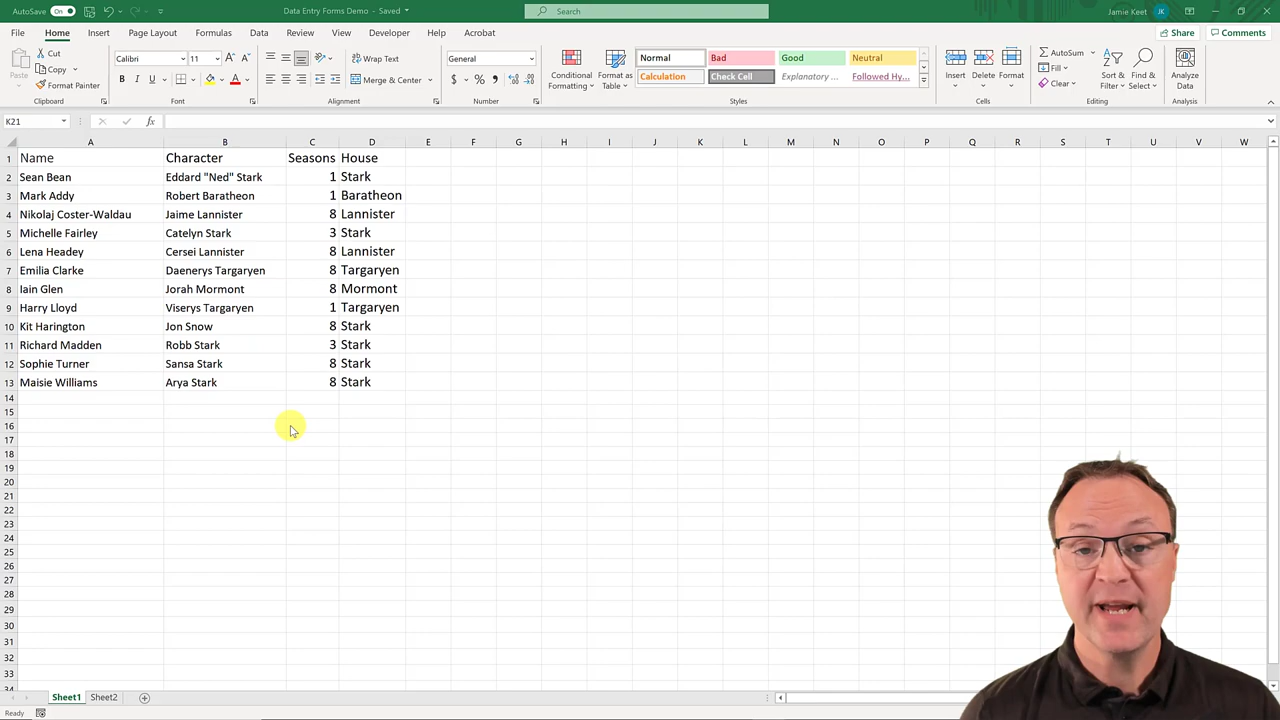 AutoSave On Data Entry Forms Demo - Saved Search Jamie Keet JK
File Home Insert Page Layout Formulas Data Review View Developer Help Acrobat Share Comments
Paste Cut Copy Format Painter Clipboard
Calibri 11 B I U A Font
Wrap Text Merge & Center Alignment
General $ % Number
Conditional Formatting Format as Table Normal Bad Good Neutral
Calculation Check Cell Explanatory ... Followed Hy... Styles
Insert Delete Format Cells
AutoSum Fill Clear Sort & Filter Find & Select Editing
Analyze Data Analysis
K21 fx
A B C D E F G H I J K L M N O P Q R S T U V W
1 Name Character Seasons House
2 Sean Bean Eddard "Ned" Stark 1 Stark
3 Mark Addy Robert Baratheon 1 Baratheon
4 Nikolaj Coster-Waldau Jaime Lannister 8 Lannister
5 Michelle Fairley Catelyn Stark 3 Stark
6 Lena Headey Cersei Lannister 8 Lannister
7 Emilia Clarke Daenerys Targaryen 8 Targaryen
8 Iain Glen Jorah Mormont 8 Mormont
9 Harry Lloyd Viserys Targaryen 1 Targaryen
10 Kit Harington Jon Snow 8 Stark
11 Richard Madden Robb Stark 3 Stark
12 Sophie Turner Sansa Stark 8 Stark
13 Maisie Williams Arya Stark 8 Stark
14
15
16
17
18
19
20
21
22
23
24
25
26
27
28
29
30
31
32
33
34
Sheet1 Sheet2
Ready